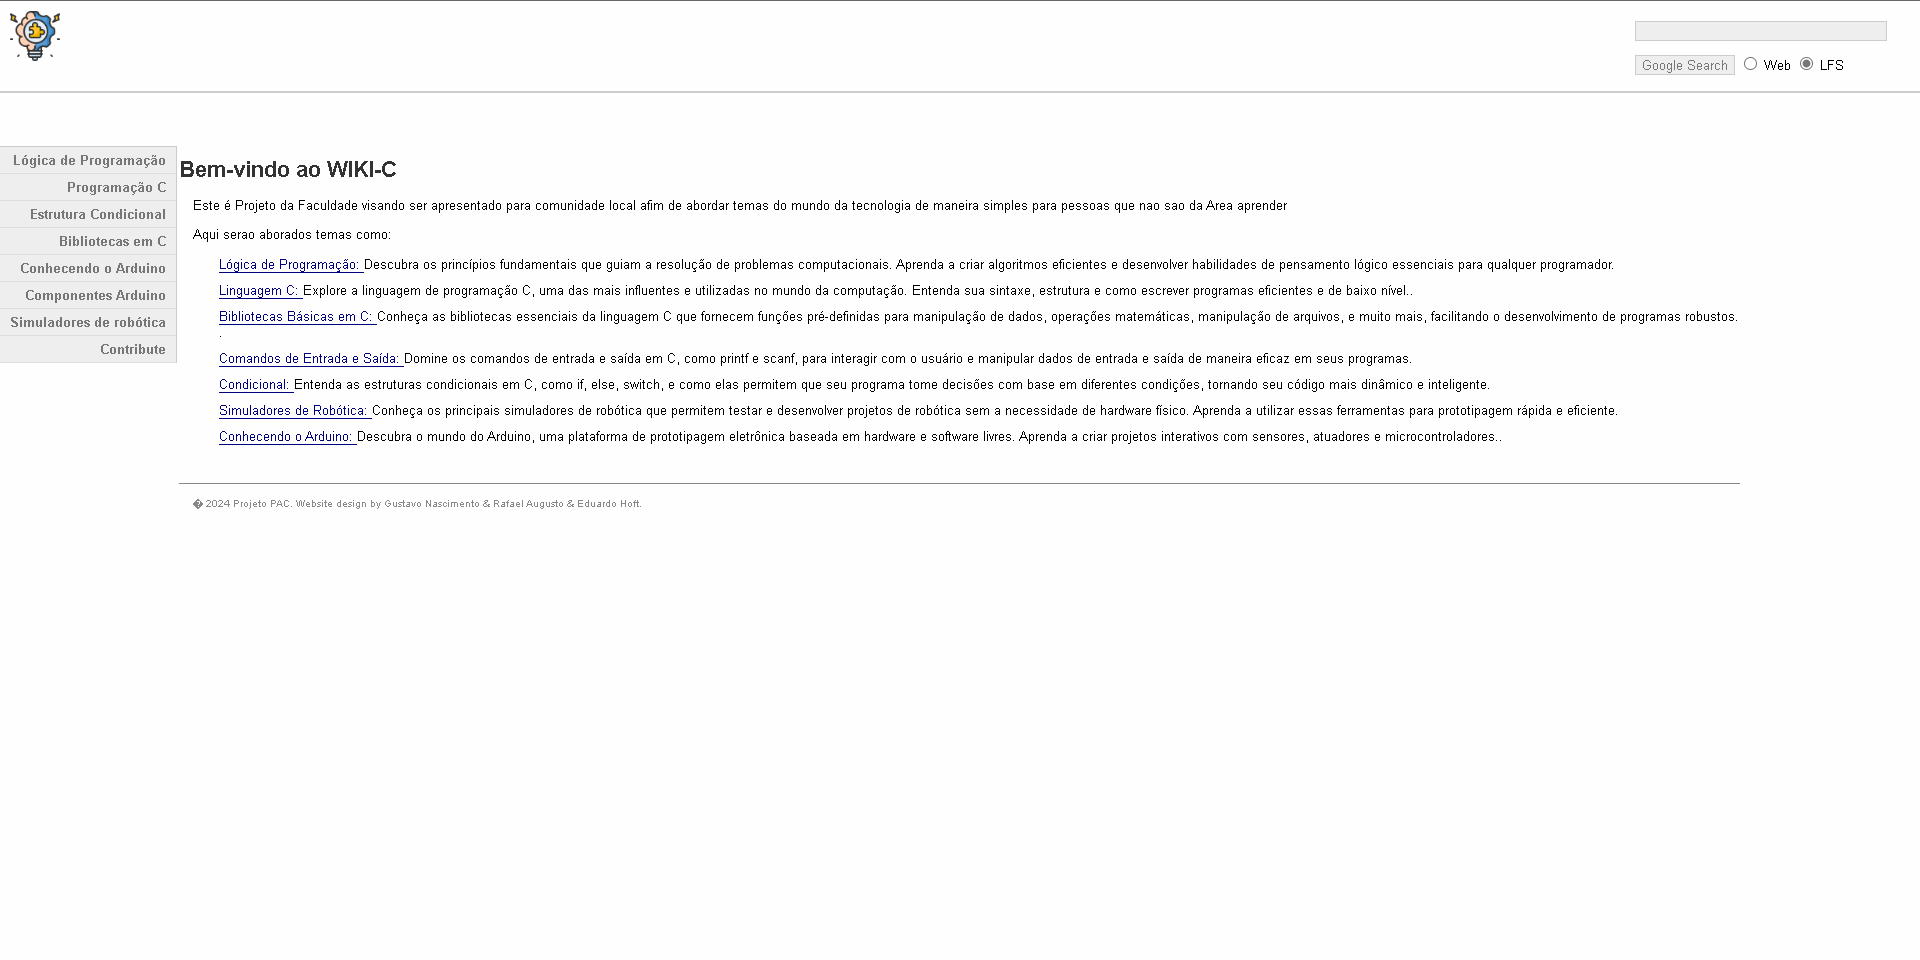 Google Search Web LFS
Lógica de Programação
Programação C
Estrutura Condicional
Bibliotecas em C
Conhecendo o Arduino
Componentes Arduino
Simuladores de robótica
Contribute
Bem-vindo ao WIKI-C
Este é Projeto da Faculdade visando ser apresentado para comunidade local afim de abordar temas do mundo da tecnologia de maneira simples para pessoas que nao sao da Area aprender
Aqui serao aborados temas como:
Lógica de Programação: Descubra os princípios fundamentais que guiam a resolução de problemas computacionais. Aprenda a criar algoritmos eficientes e desenvolver habilidades de pensamento lógico essenciais para qualquer programador.
Linguagem C: Explore a linguagem de programação C, uma das mais influentes e utilizadas no mundo da computação. Entenda sua sintaxe, estrutura e como escrever programas eficientes e de baixo nível..
Bibliotecas Básicas em C: Conheça as bibliotecas essenciais da linguagem C que fornecem funções pré-definidas para manipulação de dados, operações matemáticas, manipulação de arquivos, e muito mais, facilitando o desenvolvimento de programas robustos.
.
Comandos de Entrada e Saída: Domine os comandos de entrada e saída em C, como printf e scanf, para interagir com o usuário e manipular dados de entrada e saída de maneira eficaz em seus programas.
Condicional: Entenda as estruturas condicionais em C, como if, else, switch, e como elas permitem que seu programa tome decisões com base em diferentes condições, tornando seu código mais dinâmico e inteligente.
Simuladores de Robótica: Conheça os principais simuladores de robótica que permitem testar e desenvolver projetos de robótica sem a necessidade de hardware físico. Aprenda a utilizar essas ferramentas para prototipagem rápida e eficiente.
Conhecendo o Arduino: Descubra o mundo do Arduino, uma plataforma de prototipagem eletrônica baseada em hardware e software livres. Aprenda a criar projetos interativos com sensores, atuadores e microcontroladores..
� 2024 Projeto PAC. Website design by Gustavo Nascimento & Rafael Augusto & Eduardo Hoft.